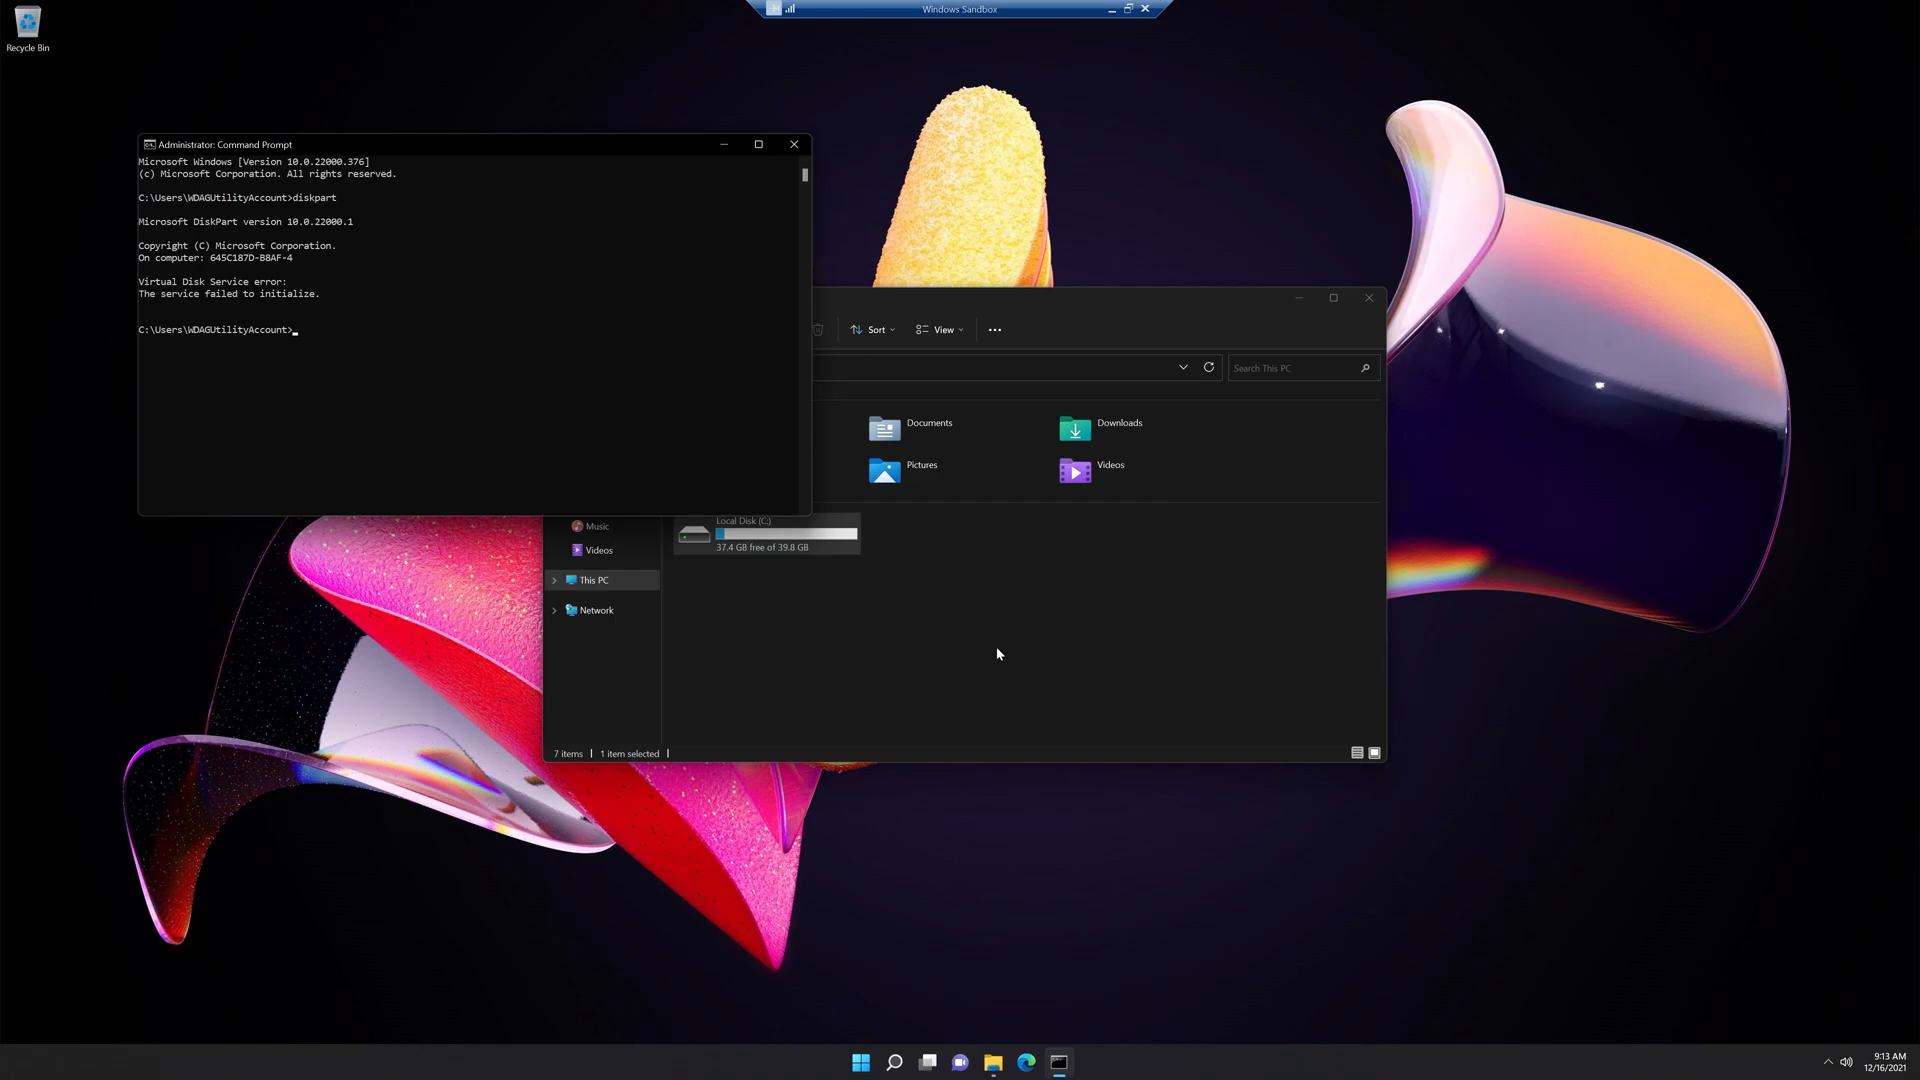 Windows Sandbox
Recycle Bin
Administrator: Command Prompt
Microsoft Windows [Version 10.0.22000.376]
(c) Microsoft Corporation. All rights reserved.
C:\Users\WDAGUtilityAccount>diskpart
Microsoft DiskPart version 10.0.22000.1
Copyright (C) Microsoft Corporation.
On computer: 645C187D-B8AF-4
Virtual Disk Service error:
The service failed to initialize.
C:\Users\WDAGUtilityAccount>
Sort
View
Search This PC
Documents
Downloads
Pictures
Videos
Music
Videos
This PC
Network
Local Disk (C:)
37.4 GB free of 39.8 GB
7 items
1 item selected
9:13 AM
12/16/2021